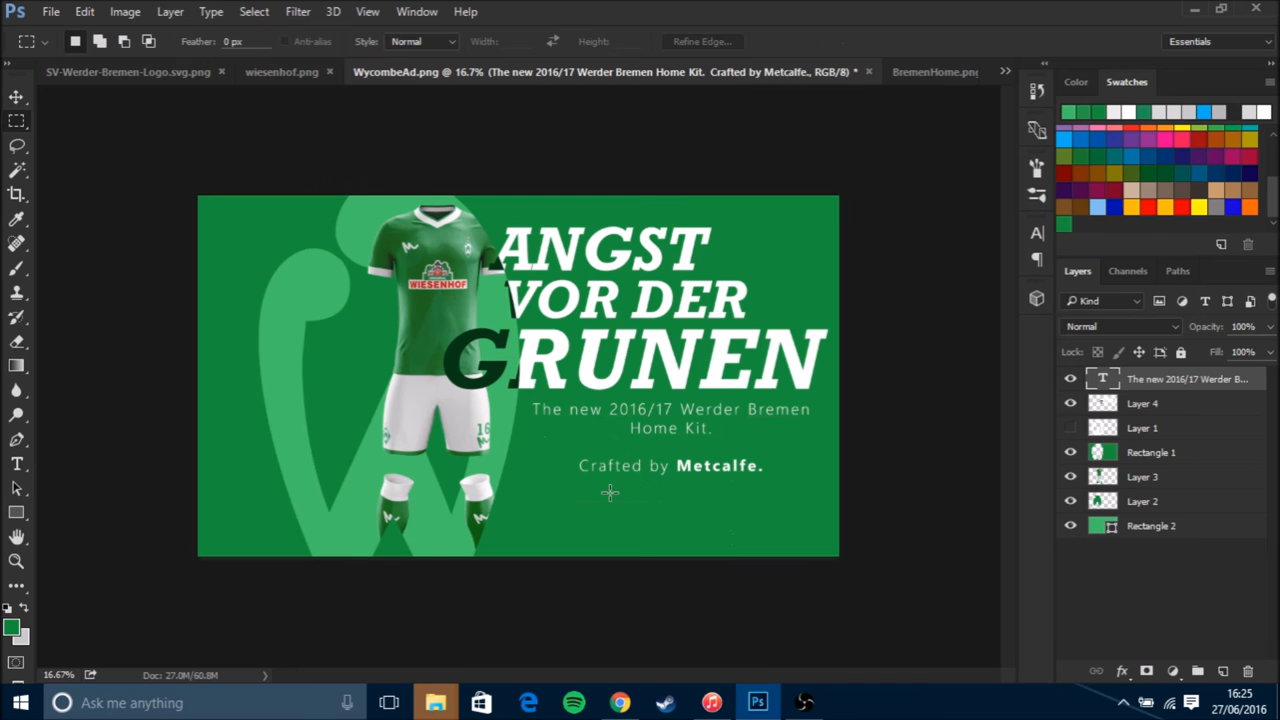 Ps File Edit Image Layer Type Select Filter 3D View Window Help
Feather: 0 px Anti-alias Style: Normal Width: Height: Refine Edge... Essentials
SV-Werder-Bremen-Logo.svg.png × wiesenhof.png × WycombeAd.png @ 16.7% (The new 2016/17 Werder Bremen Home Kit. Crafted by Metcalfe., RGB/8) * × BremenHome.png
Color Swatches
WIESENHOF
16
ANGST
VOR DER
GRUNEN
The new 2016/17 Werder Bremen
Home Kit.
Crafted by Metcalfe.
Layers Channels Paths
Kind
Normal Opacity: 100%
Lock: Fill: 100%
The new 2016/17 Werder B...
Layer 4
Layer 1
Rectangle 1
Layer 3
Layer 2
Rectangle 2
16.67% Doc: 27.0M/60.8M
Ask me anything
16:25
27/06/2016